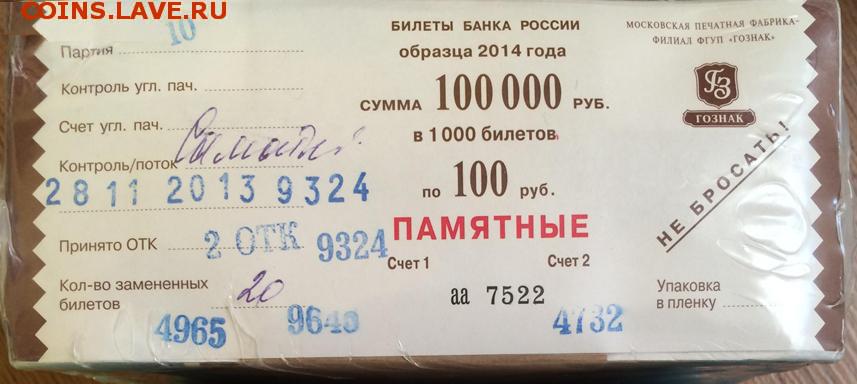 COINS.LAVE.RU
Партия 10
Контроль угл. пач.
Счет угл. пач.
Контроль/поток
28 11 2013 9324
Принято ОТК 2 ОТК 9324
Кол-во замененных
билетов 20
4965 9640 4732
БИЛЕТЫ БАНКА РОССИИ
образца 2014 года
СУММА 100 000 РУБ.
в 1000 билетов
по 100 руб.
ПАМЯТНЫЕ
Счет 1 Счет 2
аа 7522
МОСКОВСКАЯ ПЕЧАТНАЯ ФАБРИКА-
ФИЛИАЛ ФГУП "ГОЗНАК"
ГЗ
ГОЗНАК
НЕ БРОСАТЬ!
Упаковка
в пленку